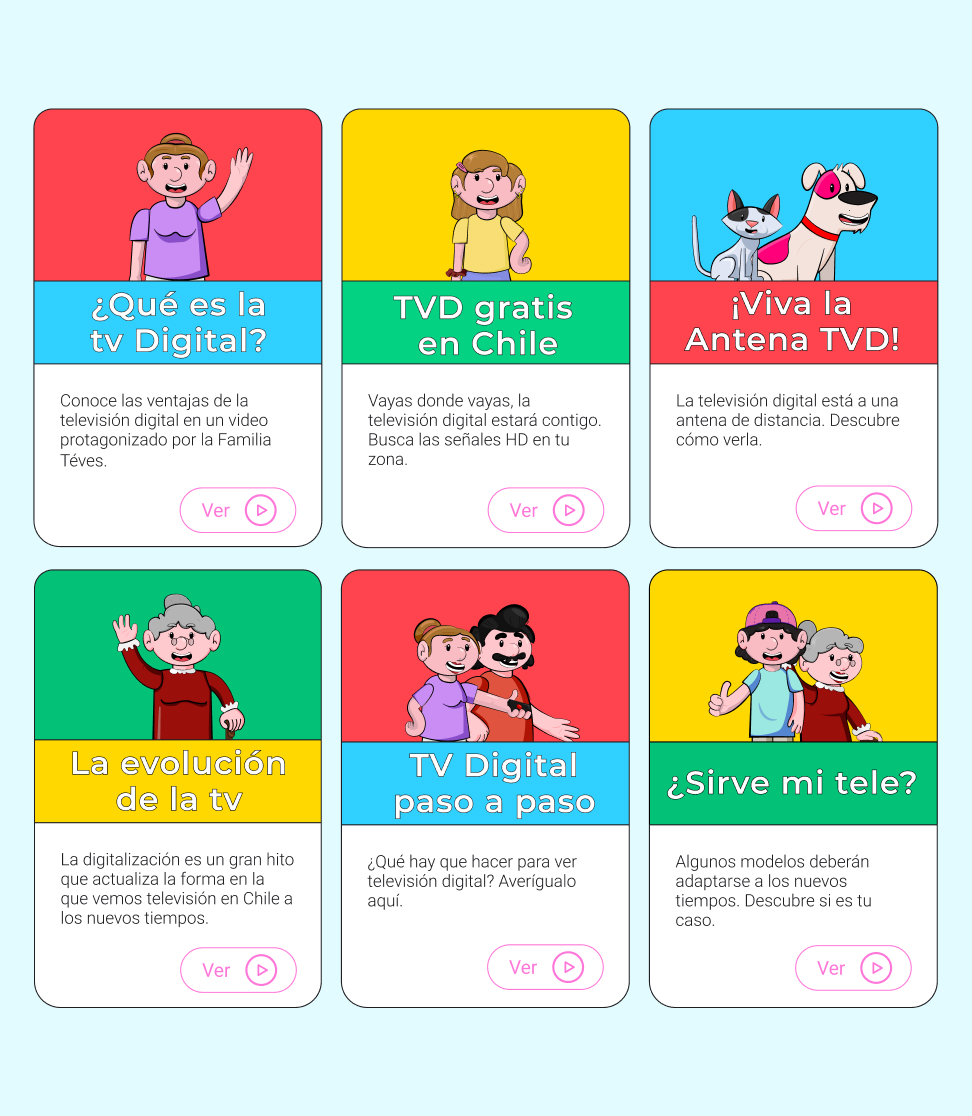 ¿Qué es la
tv Digital?
Conoce las ventajas de la
televisión digital en un video
protagonizado por la Familia
Téves.
Ver
TVD gratis
en Chile
Vayas donde vayas, la
televisión digital estará contigo.
Busca las señales HD en tu
zona.
Ver
¡Viva la
Antena TVD!
La televisión digital está a una
antena de distancia. Descubre
cómo verla.
Ver
La evolución
de la tv
La digitalización es un gran hito
que actualiza la forma en la
que vemos televisión en Chile a
los nuevos tiempos.
Ver
TV Digital
paso a paso
¿Qué hay que hacer para ver
televisión digital? Averígualo
aquí.
Ver
¿Sirve mi tele?
Algunos modelos deberán
adaptarse a los nuevos
tiempos. Descubre si es tu
caso.
Ver